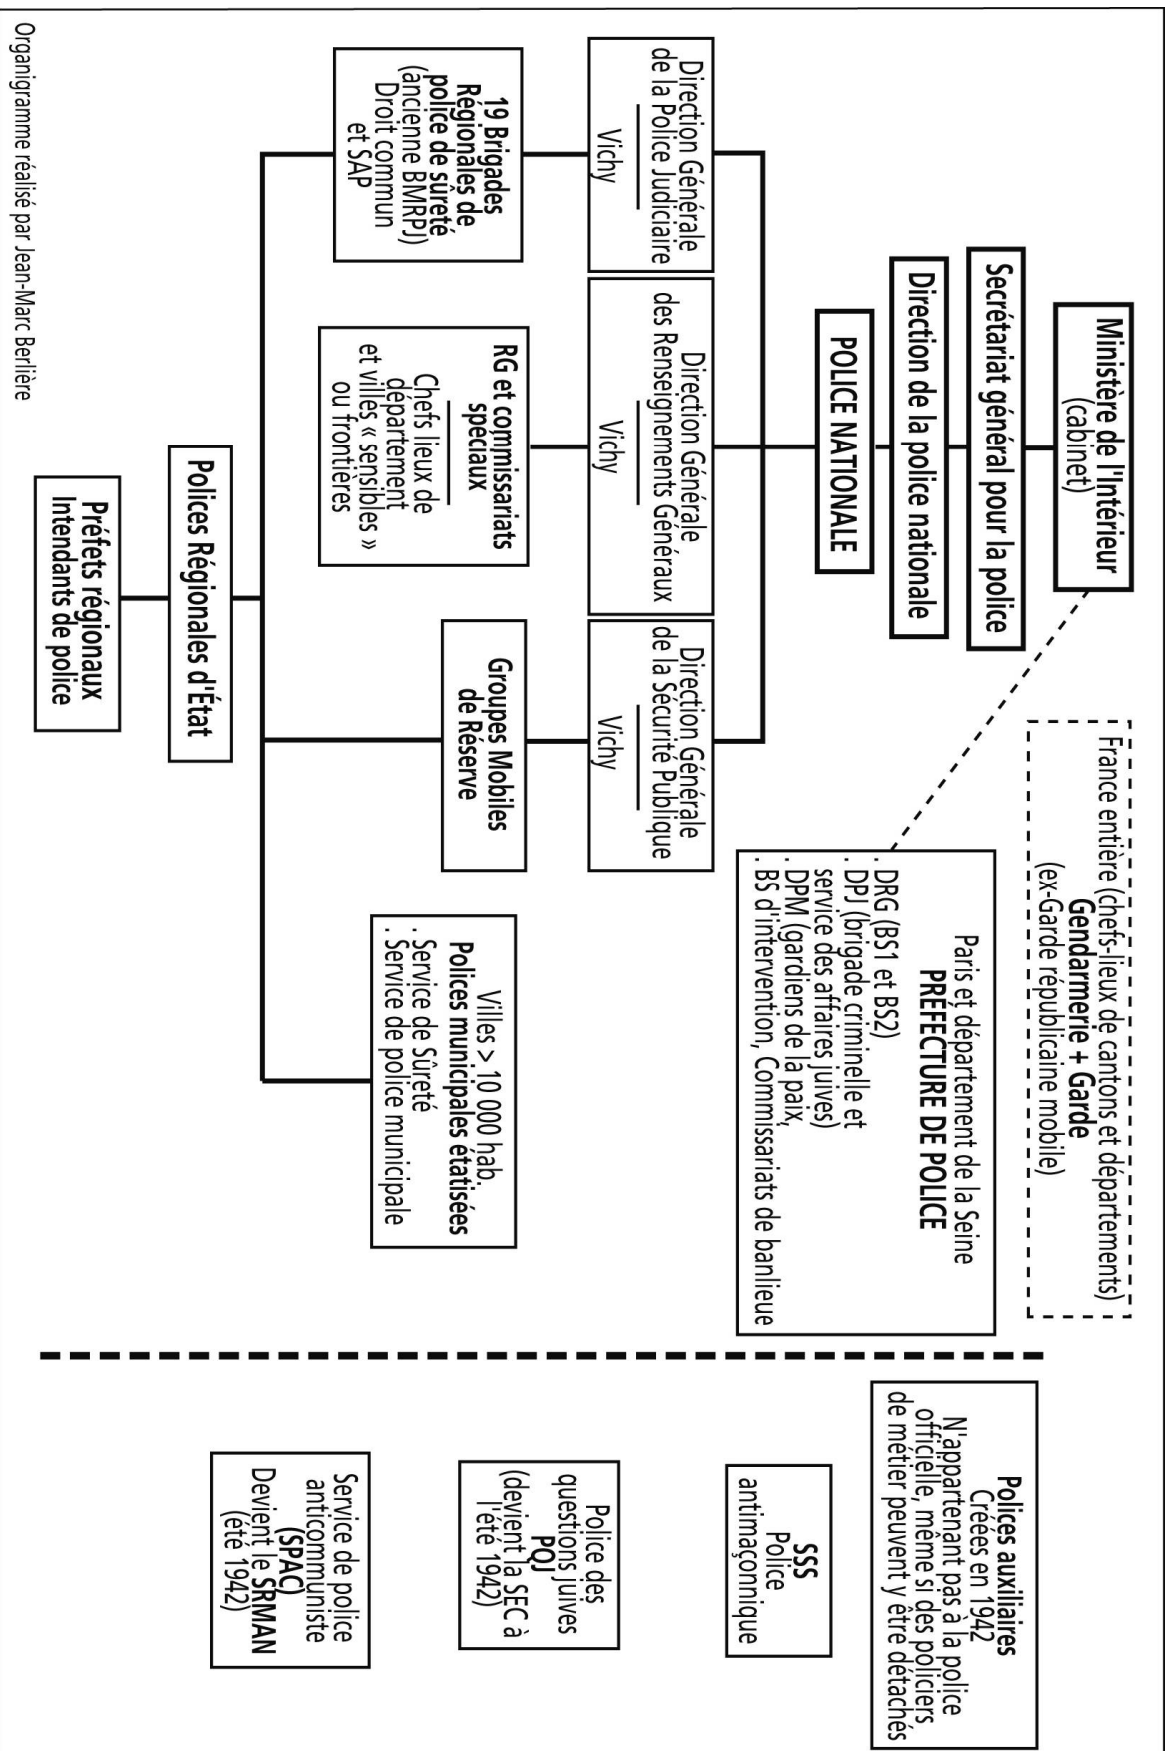 Ministère de l'Intérieur
(cabinet)
Secrétariat général pour la police
Direction de la police nationale
POLICE NATIONALE
France entière (chefs-lieux de cantons et départements)
Gendarmerie + Garde
(ex-Garde républicaine mobile)
Paris et département de la Seine
PRÉFECTURE DE POLICE
. DRG (BS1 et BS2)
. DPJ (brigade criminelle et
service des affaires juives)
. DPM (gardiens de la paix,
. BS d'intervention, Commissariats de banlieue
Direction Générale
de la Police Judiciaire
Vichy
Direction Générale
des Renseignements Généraux
Vichy
Direction Générale
de la Sécurité Publique
Vichy
19 Brigades
Régionales de
police de sûreté
(ancienne BMRPJ)
Droit commun
et SAP
RG et commissariats
spéciaux
Chefs lieux de
département
et villes « sensibles »
ou frontières
Groupes Mobiles
de Réserve
Villes > 10 000 hab.
Polices municipales étatisées
. Service de Sûreté
. Service de police municipale
Polices Régionales d'État
Préfets régionaux
Intendants de police
Polices auxiliaires
Créées en 1942
N'appartenant pas à la police
officielle, même si des policiers
de métier peuvent y être détachés
SSS
Police
antimaçonnique
Police des
questions juives
PQJ
(devient la SEC à
l'été 1942)
Service de police
anticommuniste
(SPAC)
Devient le SRMAN
(été 1942)
Organigramme réalisé par Jean-Marc Berlière